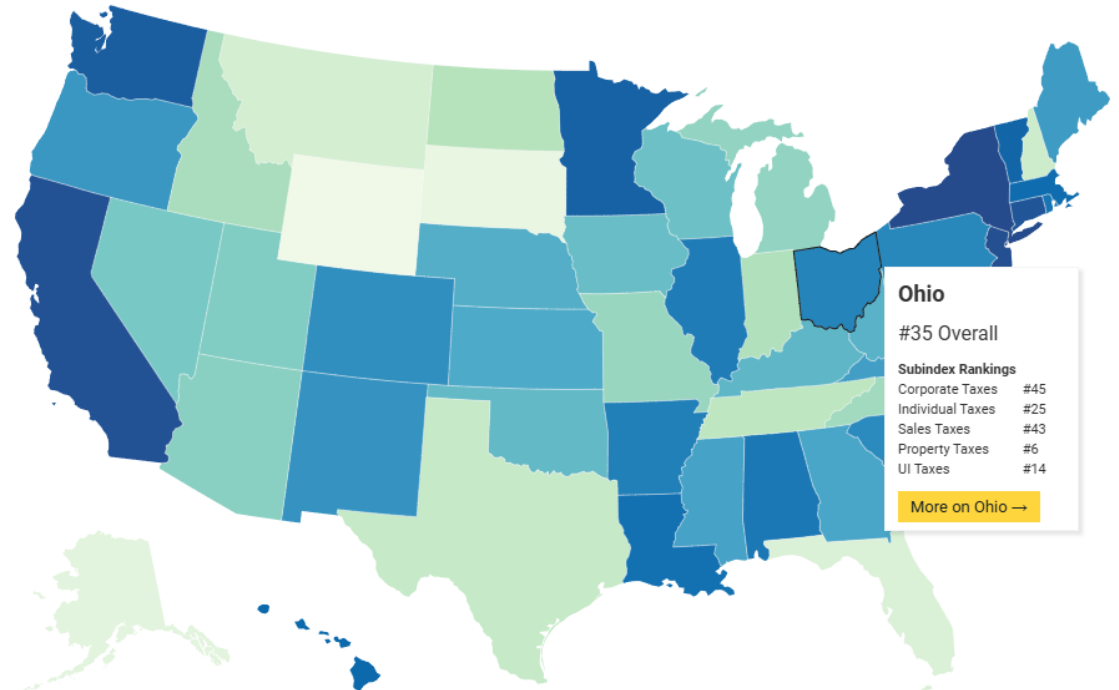 Ohio
#35 Overall
Subindex Rankings
Corporate Taxes #45
Individual Taxes #25
Sales Taxes #43
Property Taxes #6
UI Taxes #14
More on Ohio →